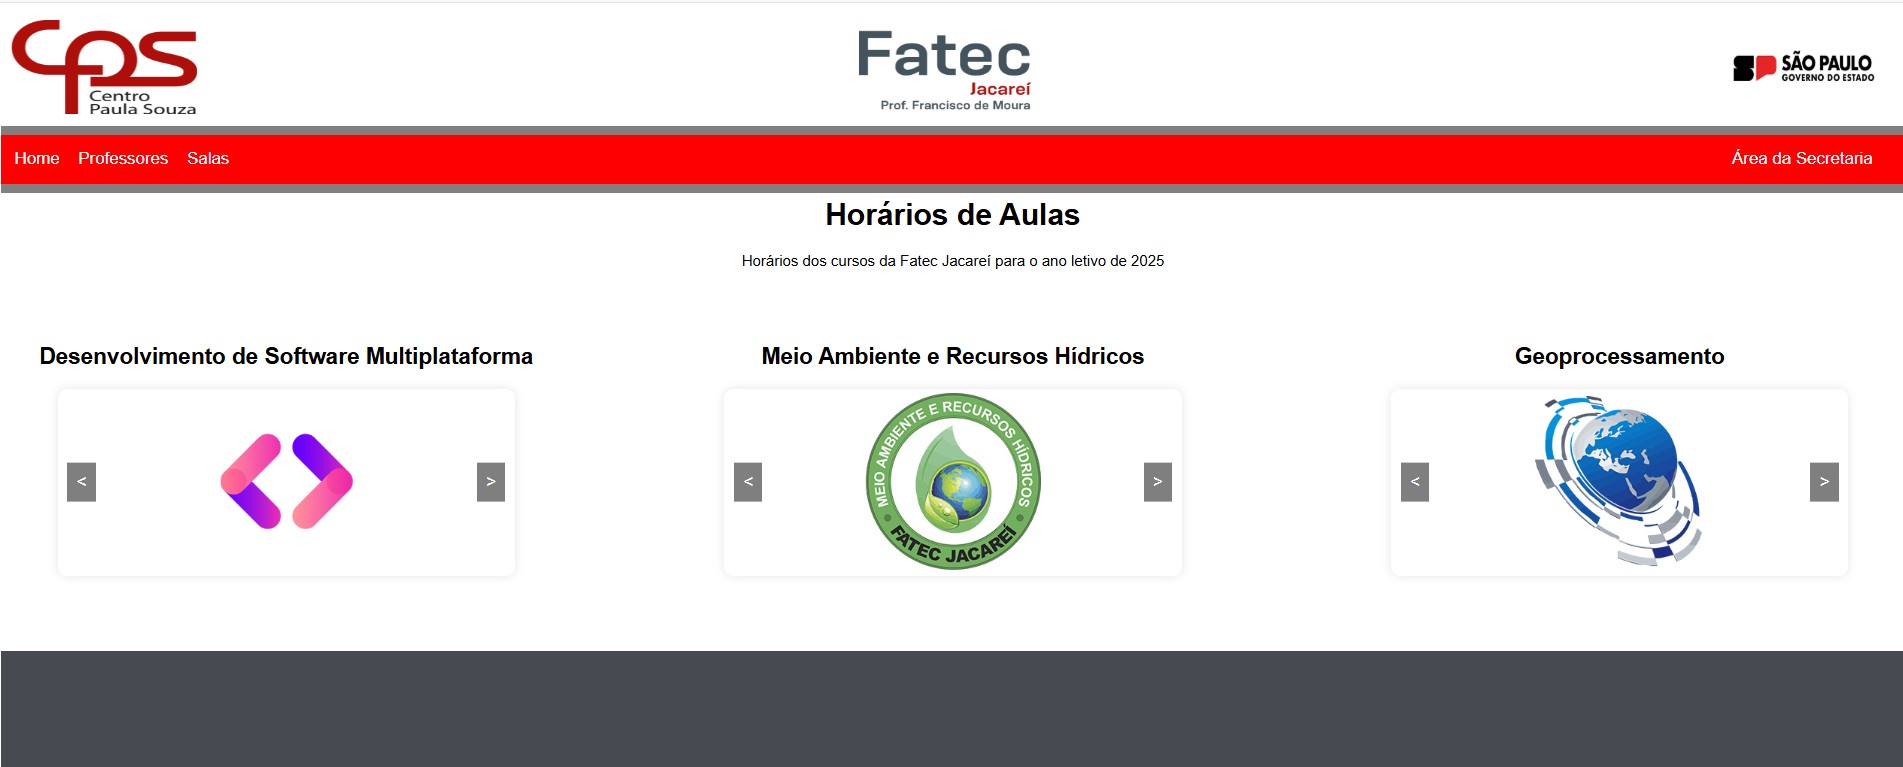 CPS
Centro
Paula Souza
Fatec
Jacareí
Prof. Francisco de Moura
SP
SÃO PAULO
GOVERNO DO ESTADO
Home Professores Salas Área da Secretaria
Horários de Aulas
Horários dos cursos da Fatec Jacareí para o ano letivo de 2025
Desenvolvimento de Software Multiplataforma
< >
Meio Ambiente e Recursos Hídricos
<
MEIO AMBIENTE E RECURSOS HÍDRICOS
FATEC JACAREÍ
>
Geoprocessamento
< >